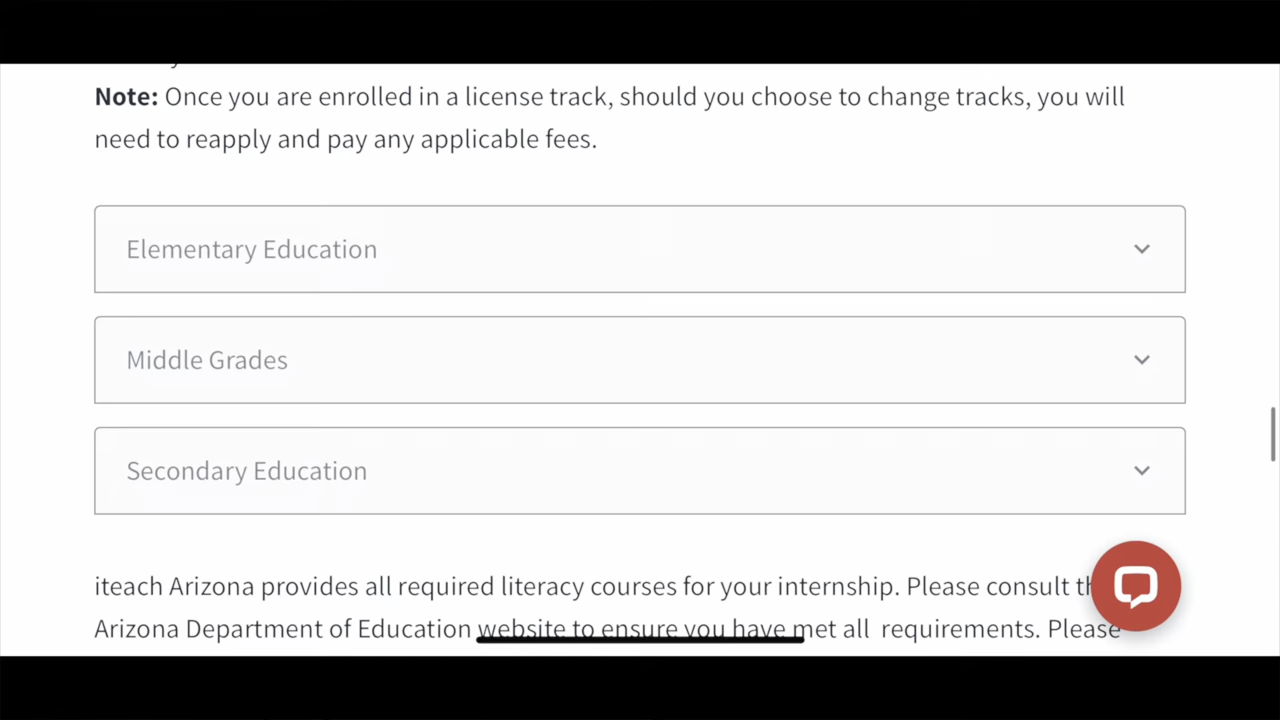 Note: Once you are enrolled in a license track, should you choose to change tracks, you will
need to reapply and pay any applicable fees.
Elementary Education
Middle Grades
Secondary Education
iteach Arizona provides all required literacy courses for your internship. Please consult
Arizona Department of Education website to ensure you have met all requirements. Please